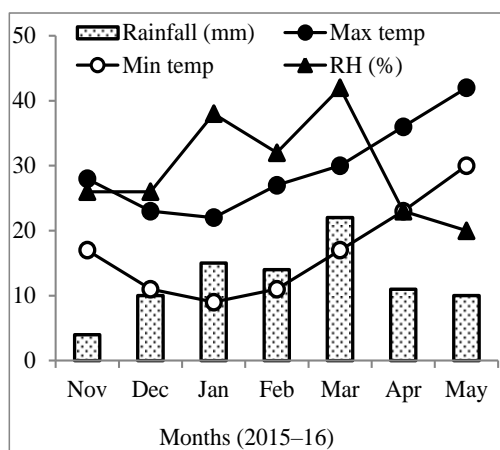 Rainfall (mm) Max temp
Min temp RH (%)
50
40
30
20
10
0
Nov Dec Jan Feb Mar Apr May
Months (2015–16)